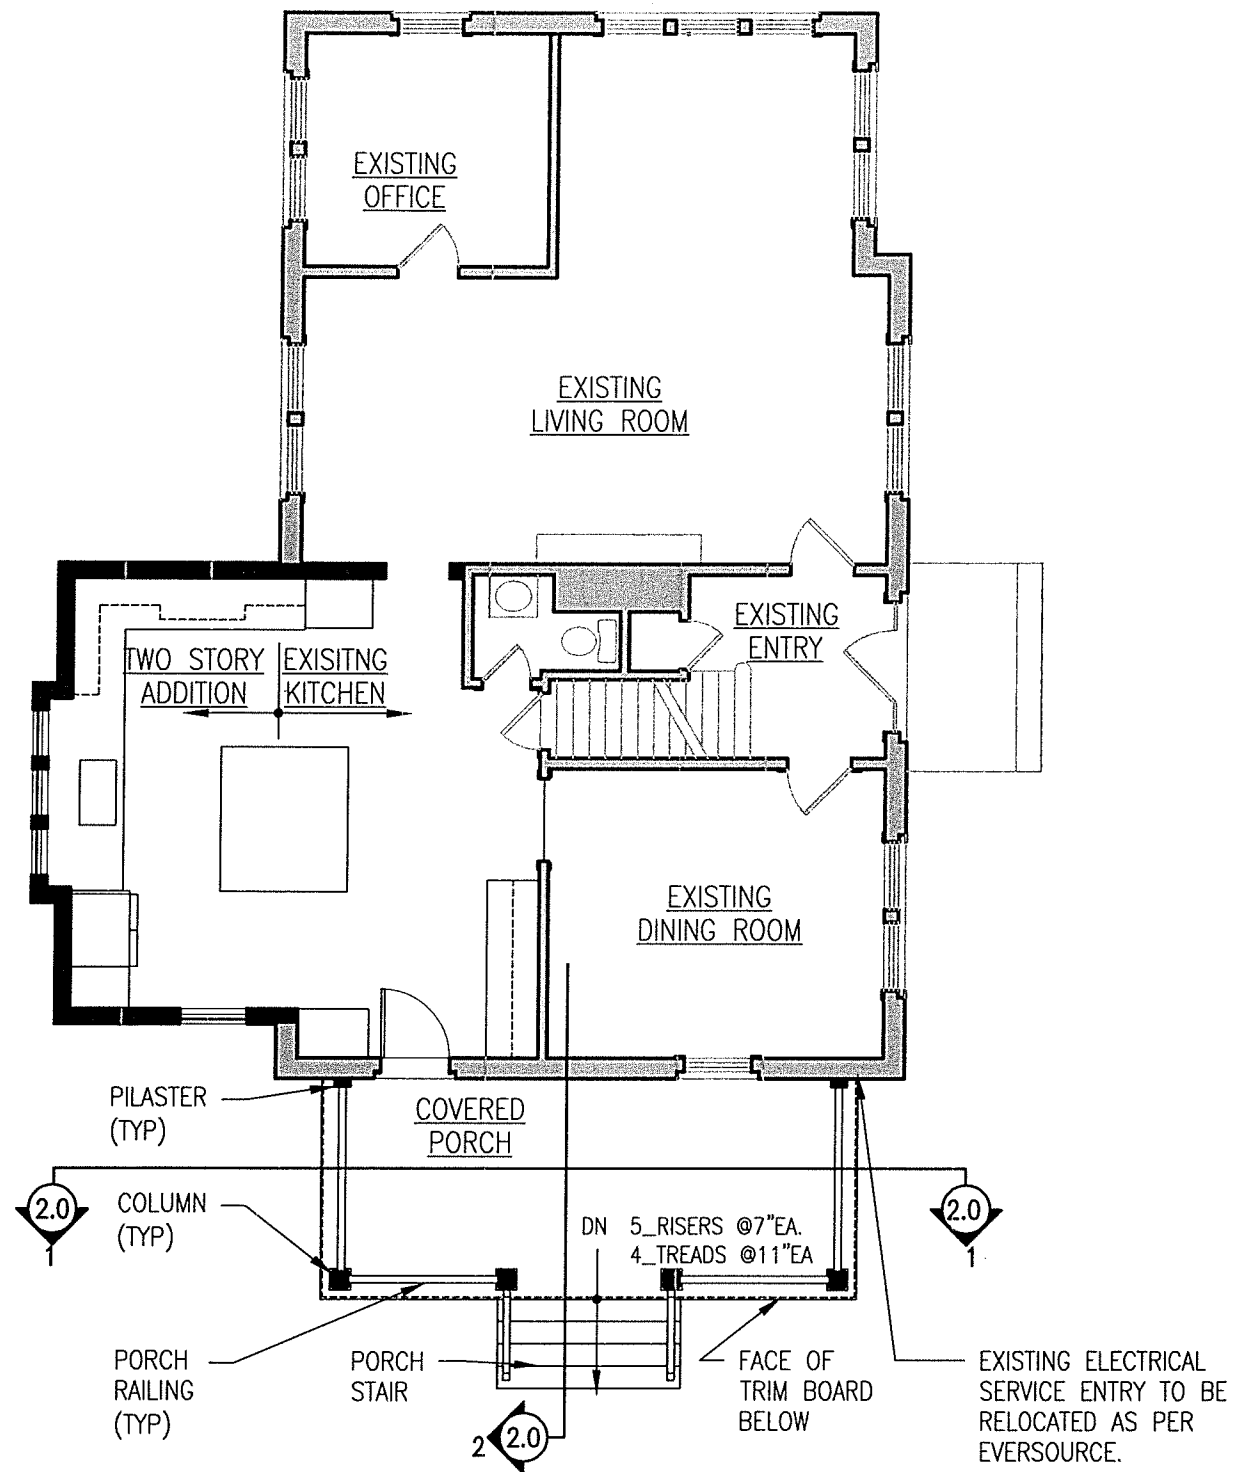 EXISTING
OFFICE
EXISTING
LIVING ROOM
TWO STORY
ADDITION
EXISITNG
KITCHEN
EXISTING
ENTRY
EXISTING
DINING ROOM
PILASTER
(TYP)
COVERED
PORCH
2.0
1
COLUMN
(TYP)
DN 5_RISERS @7"EA.
4_TREADS @11"EA
2.0
1
PORCH
RAILING
(TYP)
PORCH
STAIR
FACE OF
TRIM BOARD
BELOW
EXISTING ELECTRICAL
SERVICE ENTRY TO BE
RELOCATED AS PER
EVERSOURCE.
2 2.0